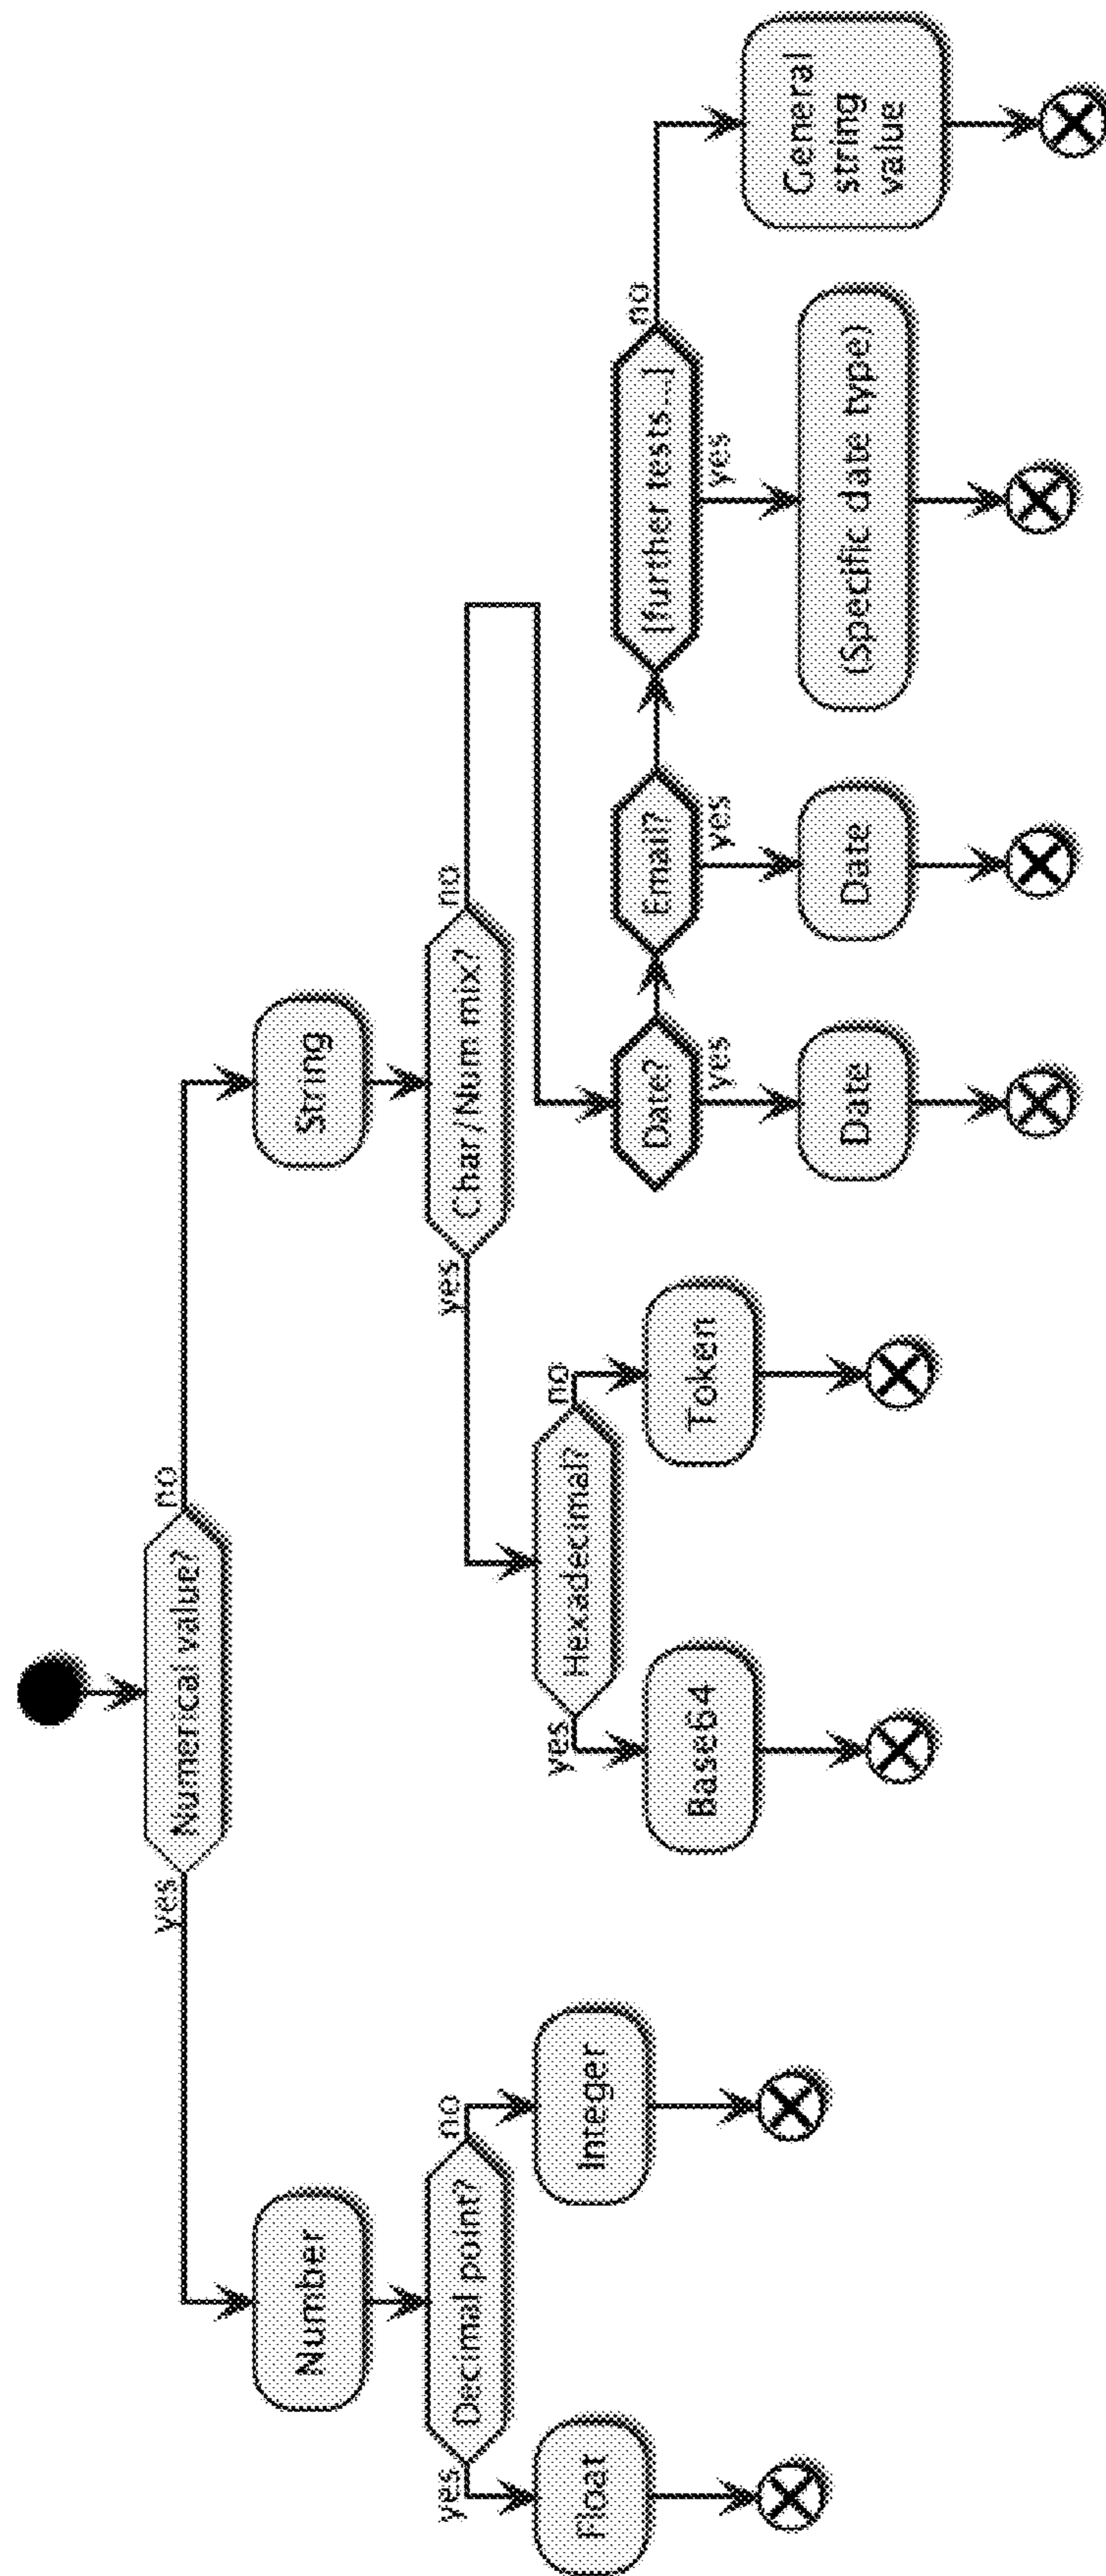 Numerical value?
yes
no
Number
String
Decimal point?
yes
no
Char/Num mix?
yes
no
Float
Integer
Hexadecimal?
yes
no
Base64
Token
Date?
yes
Email?
yes
[further tests...]
yes
no
Date
Date
(Specific date type)
General
string
value